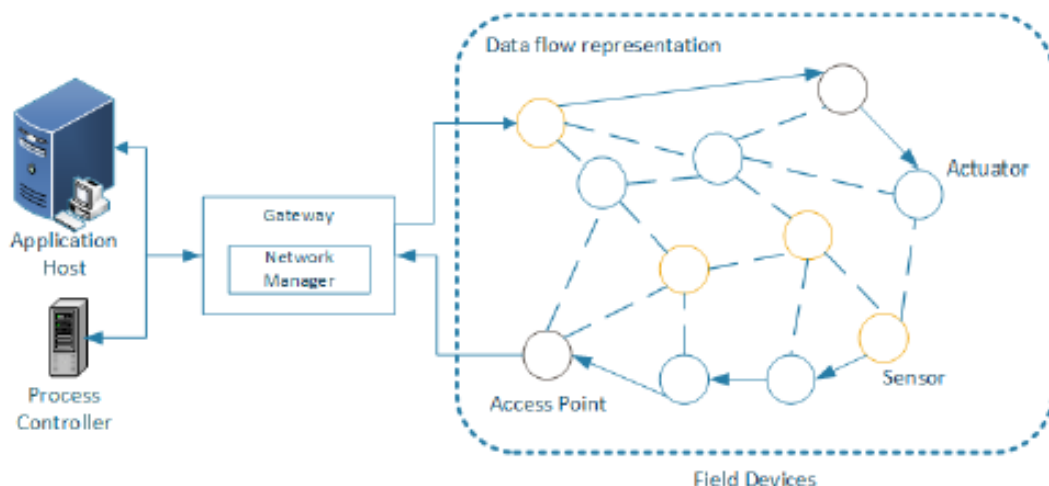 Data flow representation
Actuator
Gateway
Network
Manager
Application
Host
Process
Controller
Access Point
Sensor
Field Devices